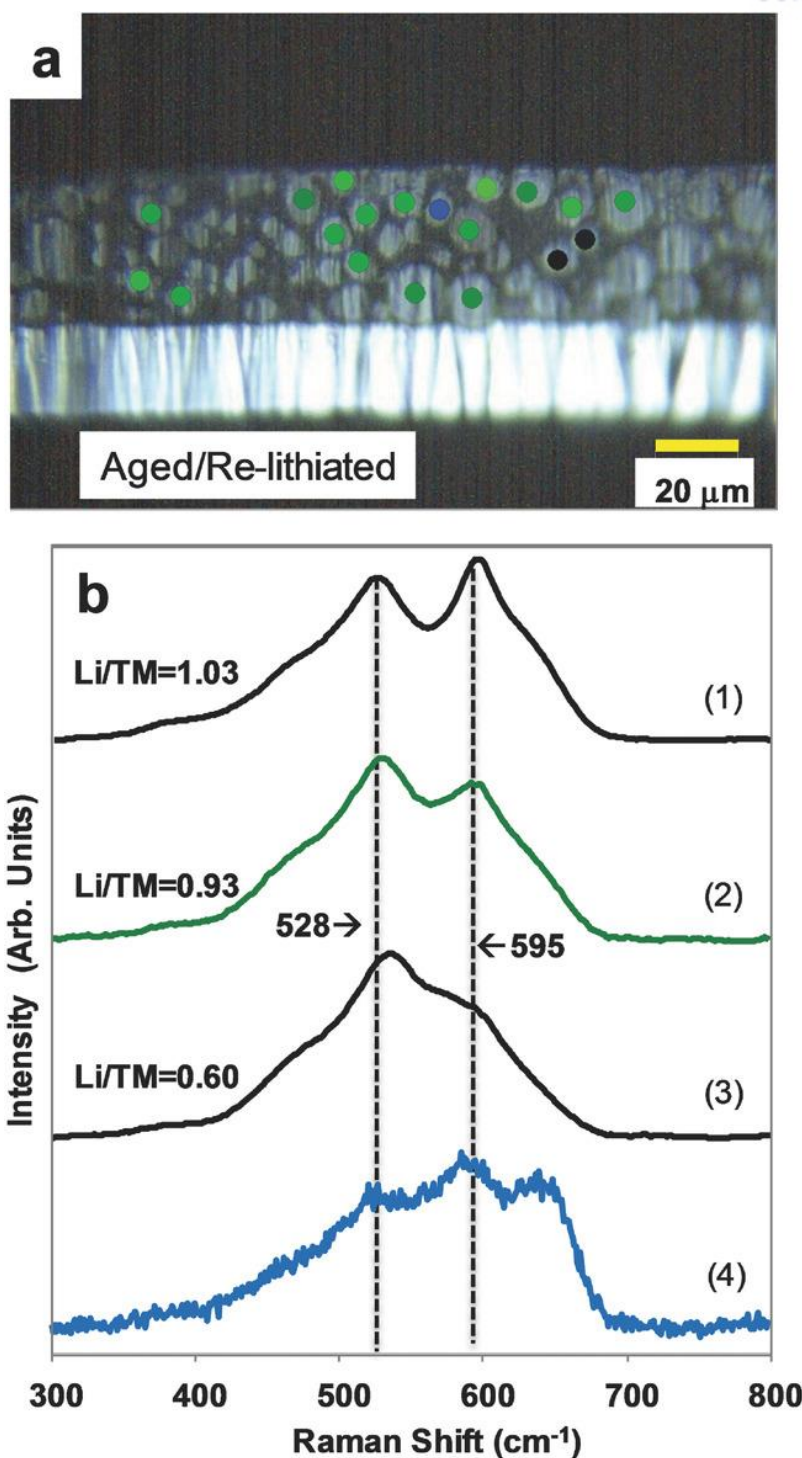 a
Aged/Re-lithiated
20 μm
b
Li/TM=1.03
(1)
Li/TM=0.93
(2)
528→
←595
Li/TM=0.60
(3)
(4)
Intensity (Arb. Units)
300 400 500 600 700 800
Raman Shift (cm⁻¹)